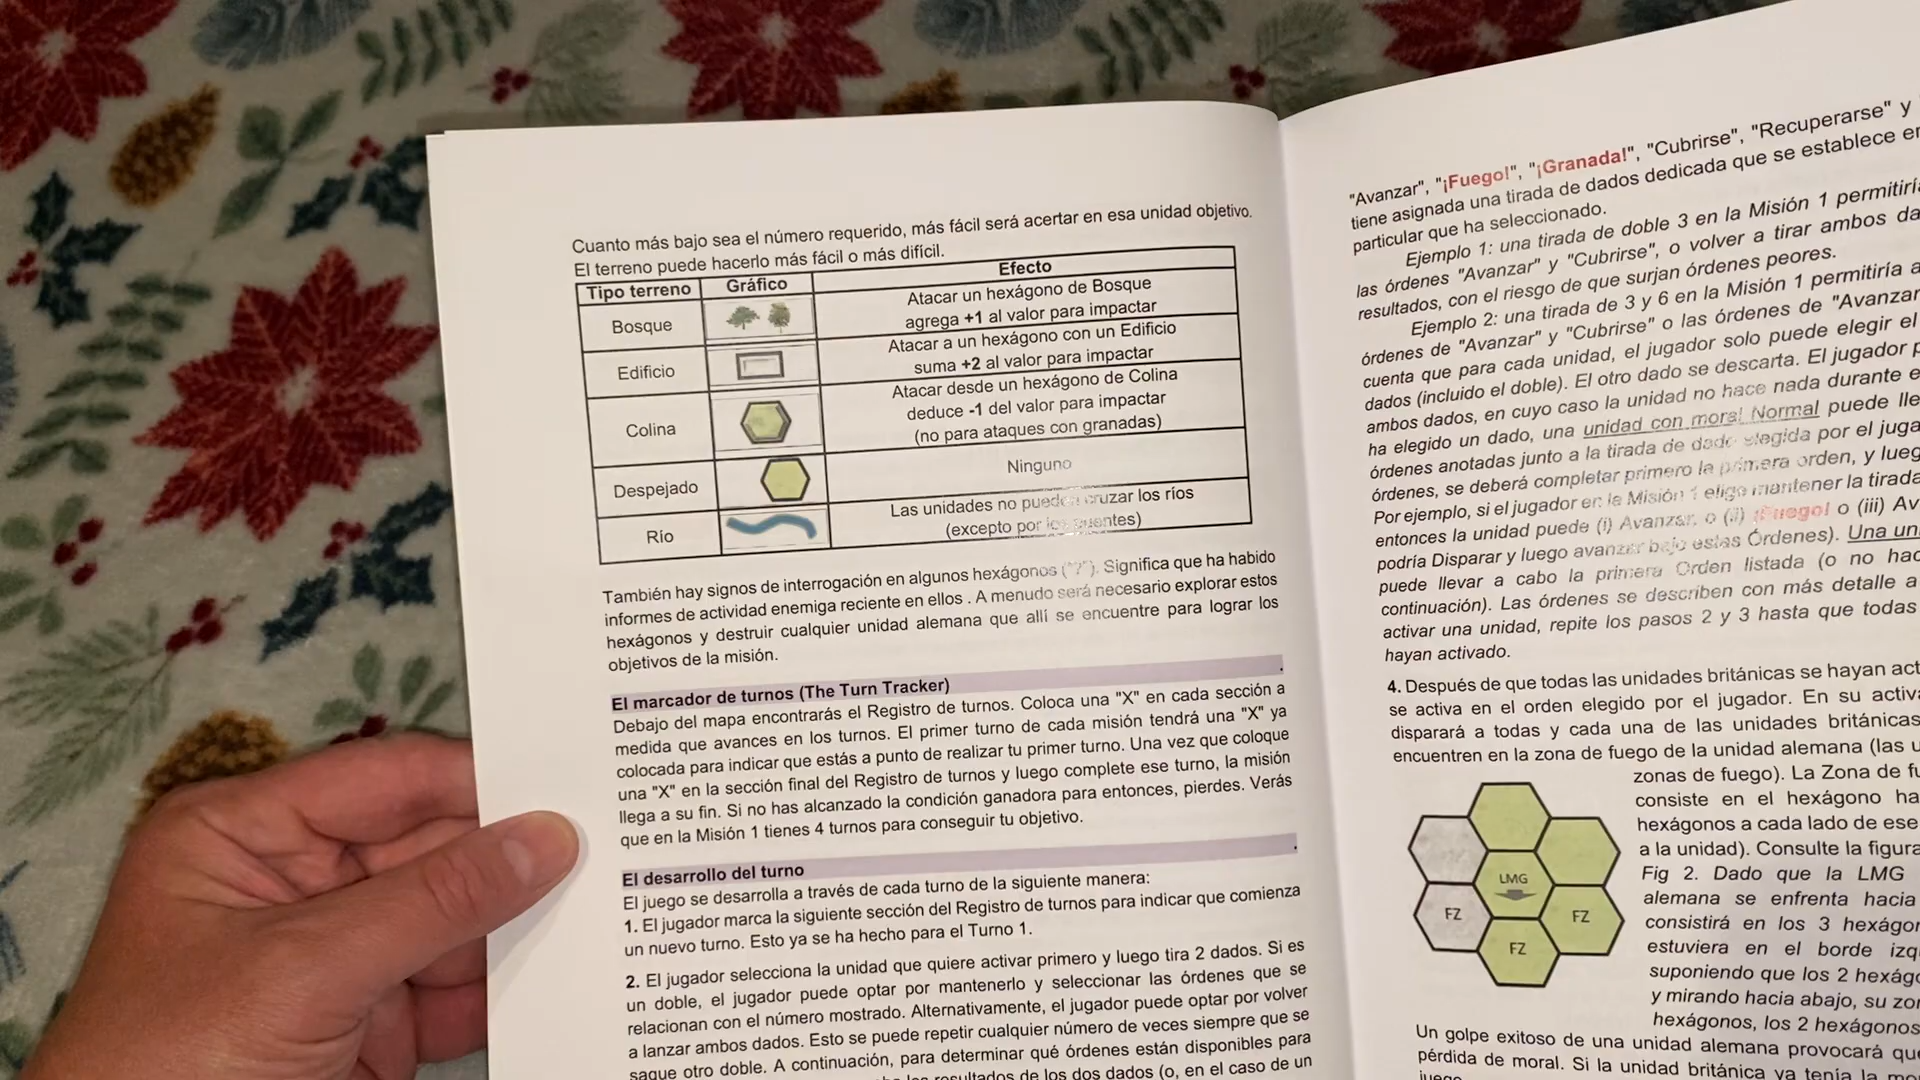 Cuanto más bajo sea el número requerido, más fácil será acertar en esa unidad objetivo.
El terreno puede hacerlo más fácil o más difícil.
Tipo terreno Gráfico Efecto
Bosque Atacar un hexágono de Bosque
agrega +1 al valor para impactar
Edificio Atacar a un hexágono con un Edificio
suma +2 al valor para impactar
Colina Atacar desde un hexágono de Colina
deduce -1 del valor para impactar
(no para ataques con granadas)
Despejado Ninguno
Río Las unidades no pueden cruzar los ríos
(excepto por los puentes)
También hay signos de interrogación en algunos hexágonos ("?"). Significa que ha habido
informes de actividad enemiga reciente en ellos . A menudo será necesario explorar estos
hexágonos y destruir cualquier unidad alemana que allí se encuentre para lograr los
objetivos de la misión.
El marcador de turnos (The Turn Tracker) .
Debajo del mapa encontrarás el Registro de turnos. Coloca una "X" en cada sección a
medida que avances en los turnos. El primer turno de cada misión tendrá una "X" ya
colocada para indicar que estás a punto de realizar tu primer turno. Una vez que coloque
una "X" en la sección final del Registro de turnos y luego complete ese turno, la misión
llega a su fin. Si no has alcanzado la condición ganadora para entonces, pierdes. Verás
que en la Misión 1 tienes 4 turnos para conseguir tu objetivo.
El desarrollo del turno .
El juego se desarrolla a través de cada turno de la siguiente manera:
1. El jugador marca la siguiente sección del Registro de turnos para indicar que comienza
un nuevo turno. Esto ya se ha hecho para el Turno 1.
2. El jugador selecciona la unidad que quiere activar primero y luego tira 2 dados. Si es
un doble, el jugador puede optar por mantenerlo y seleccionar las órdenes que se
relacionan con el número mostrado. Alternativamente, el jugador puede optar por volver
a lanzar ambos dados. Esto se puede repetir cualquier número de veces siempre que se
saque otro doble. A continuación, para determinar qué órdenes están disponibles para
resultados de los dos dados (o, en el caso de un
"Avanzar", "¡Fuego!", "¡Granada!", "Cubrirse", "Recuperarse" y
tiene asignada una tirada de dados dedicada que se establece
particular que ha seleccionado.
Ejemplo 1: una tirada de doble 3 en la Misión 1
las órdenes "Avanzar" y "Cubrirse", o volver a tirar ambos
resultados, con el riesgo de que surjan órdenes peores.
Ejemplo 2: una tirada de 3 y 6 en la Misión 1 permitiría
órdenes de "Avanzar" y "Cubrirse" o las órdenes de
cuenta que para cada unidad, el jugador solo puede elegir el
dados (incluido el doble). El otro dado se descarta. El jugador
ambos dados, en cuyo caso la unidad no hace nada durante
ha elegido un dado, una unidad con moral Normal puede
órdenes anotadas junto a la tirada de dado elegida por el
órdenes, se deberá completar primero la primera orden, y
Por ejemplo, si el jugador en la Misión 1 elige mantener la tirada
entonces la unidad puede (i) Avanzar, o (ii) ¡Fuego! o (iii)
podría Disparar y luego avanzar bajo estas Órdenes). Una
puede llevar a cabo la primera Orden listada (o no
continuación). Las órdenes se describen con más detalle a
activar una unidad, repite los pasos 2 y 3 hasta que todas
hayan activado.
4. Después de que todas las unidades británicas se hayan
se activa en el orden elegido por el jugador. En su
disparará a todas y cada una de las unidades británicas
encuentren en la zona de fuego de la unidad alemana (las
zonas de fuego). La Zona de
consiste en el hexágono
hexágonos a cada lado de ese
a la unidad). Consulte la figura
Fig 2. Dado que la LMG
alemana se enfrenta hacia
consistirá en los 3
estuviera en el borde
suponiendo que los 2
y mirando hacia abajo, su
hexágonos, los 2 hexágonos
LMG
FZ
FZ
FZ
Un golpe exitoso de una unidad alemana provocará
pérdida de moral. Si la unidad británica ya tenía la